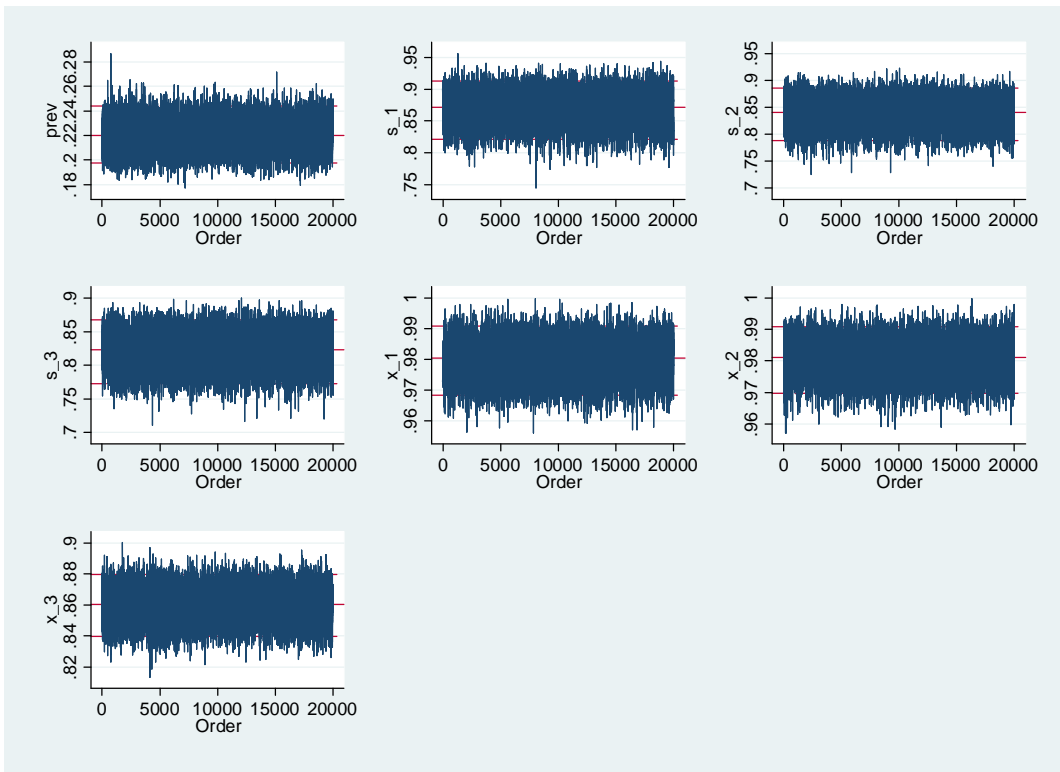 prev
.18 .2 .22 .24 .26 .28
0 5000 10000 15000 20000
Order
s_1
.75 .8 .85 .9 .95
0 5000 10000 15000 20000
Order
s_2
.7 .75 .8 .85 .9 .95
0 5000 10000 15000 20000
Order
s_3
.7 .75 .8 .85 .9
0 5000 10000 15000 20000
Order
x_1
.96 .97 .98 .99 1
0 5000 10000 15000 20000
Order
x_2
.96 .97 .98 .99 1
0 5000 10000 15000 20000
Order
x_3
.82 .84 .86 .88 .9
0 5000 10000 15000 20000
Order